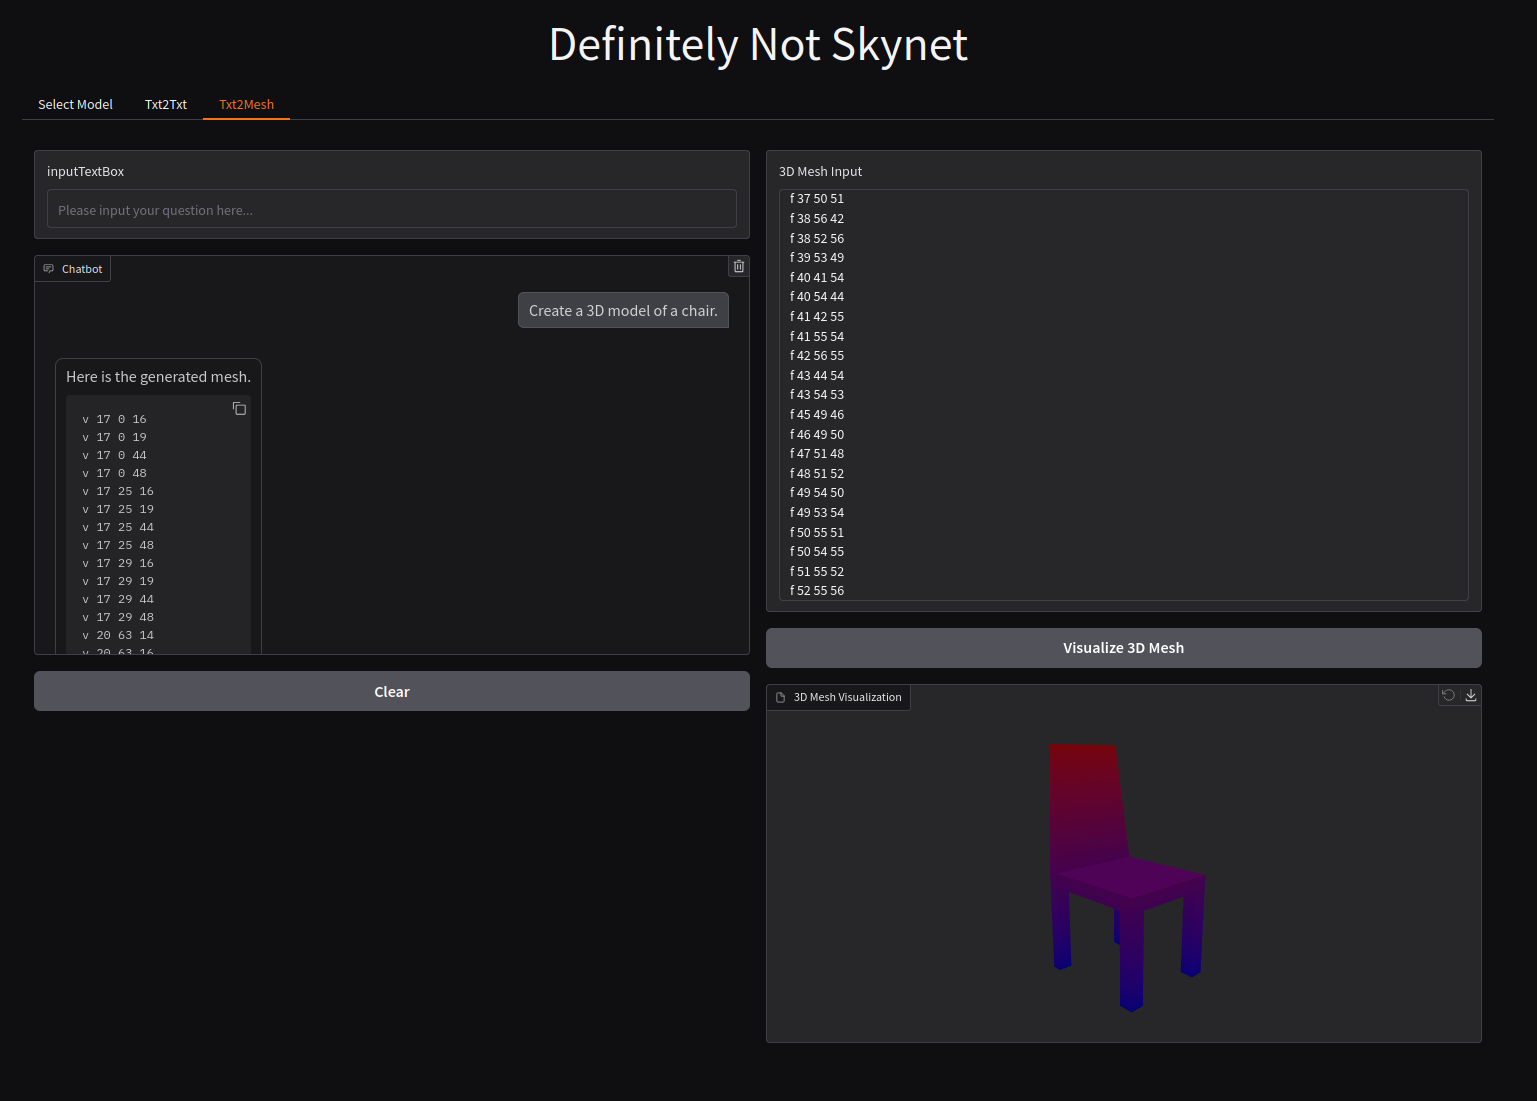 Definitely Not Skynet
Select Model
Txt2Txt
Txt2Mesh
inputTextBox
Please input your question here...
Chatbot
Create a 3D model of a chair.
Here is the generated mesh.
v 17 0 16
v 17 0 19
v 17 0 44
v 17 0 48
v 17 25 16
v 17 25 19
v 17 25 44
v 17 25 48
v 17 29 16
v 17 29 19
v 17 29 44
v 17 29 48
v 20 63 14
v 20 63 16
Clear
3D Mesh Input
f 37 50 51
f 38 56 42
f 38 52 56
f 39 53 49
f 40 41 54
f 40 54 44
f 41 42 55
f 41 55 54
f 42 56 55
f 43 44 54
f 43 54 53
f 45 49 46
f 46 49 50
f 47 51 48
f 48 51 52
f 49 54 50
f 49 53 54
f 50 55 51
f 50 54 55
f 51 55 52
f 52 55 56
Visualize 3D Mesh
3D Mesh Visualization